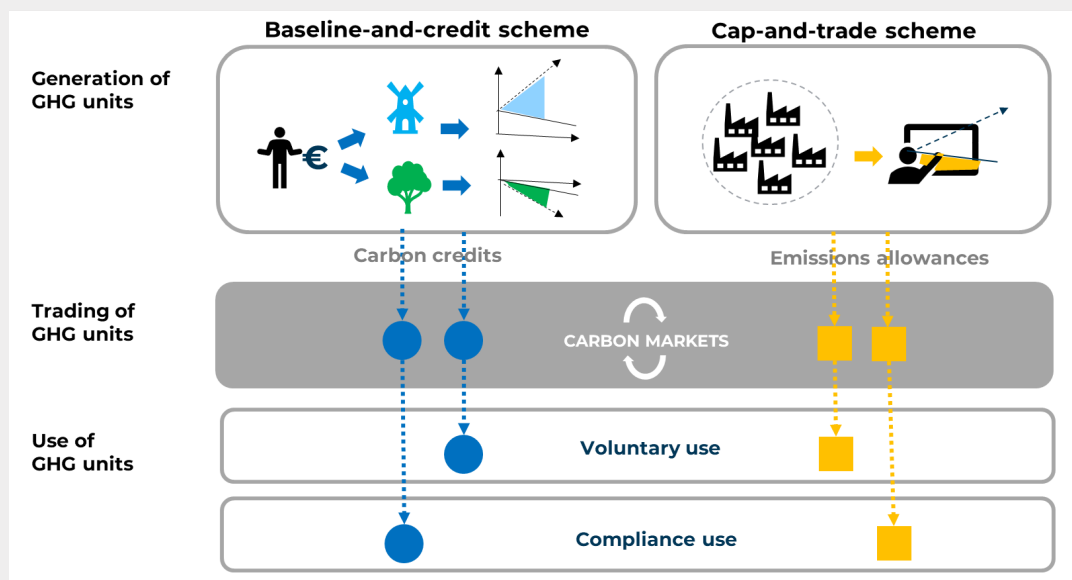 Baseline-and-credit scheme
Cap-and-trade scheme
Generation of
GHG units
€
Carbon credits
Emissions allowances
Trading of
GHG units
CARBON MARKETS
Use of
GHG units
Voluntary use
Compliance use